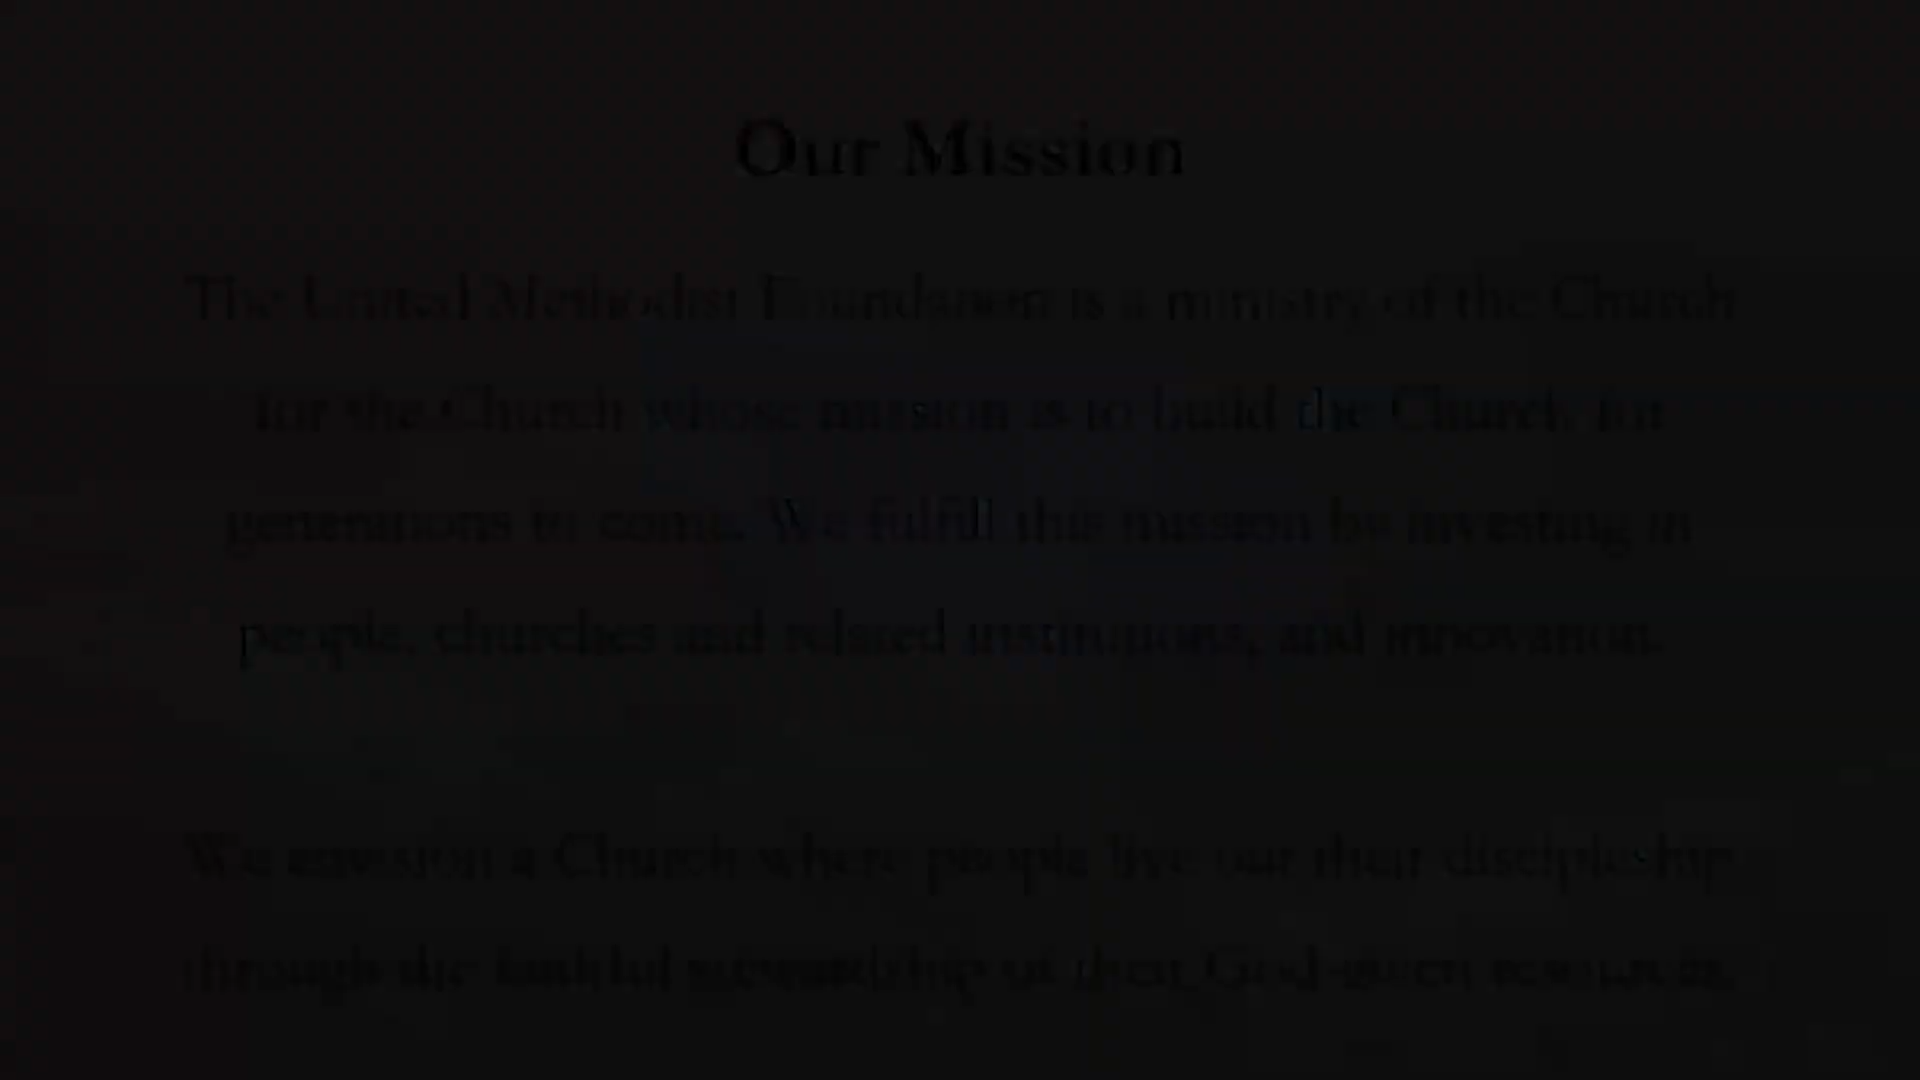 Our Mission
The United Methodist Foundation is a ministry of the Church
for the Church whose mission is to build the Church for
generations to come. We fulfill this mission by investing in
people, churches and related institutions, and innovation.
We envision a Church where people live out their discipleship
through the faithful stewardship of their God-given resources.